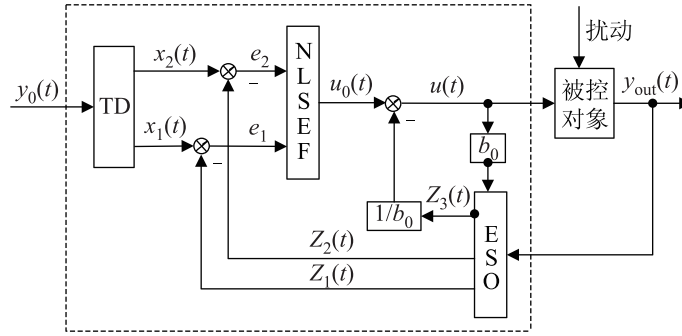 扰动
x₂(t)
e₂
N
L
S
E
F
u₀(t)
u(t)
被控
对象
y_out(t)
y₀(t)
TD
x₁(t)
e₁
−
−
−
b₀
1/b₀
Z₃(t)
E
S
O
Z₂(t)
Z₁(t)